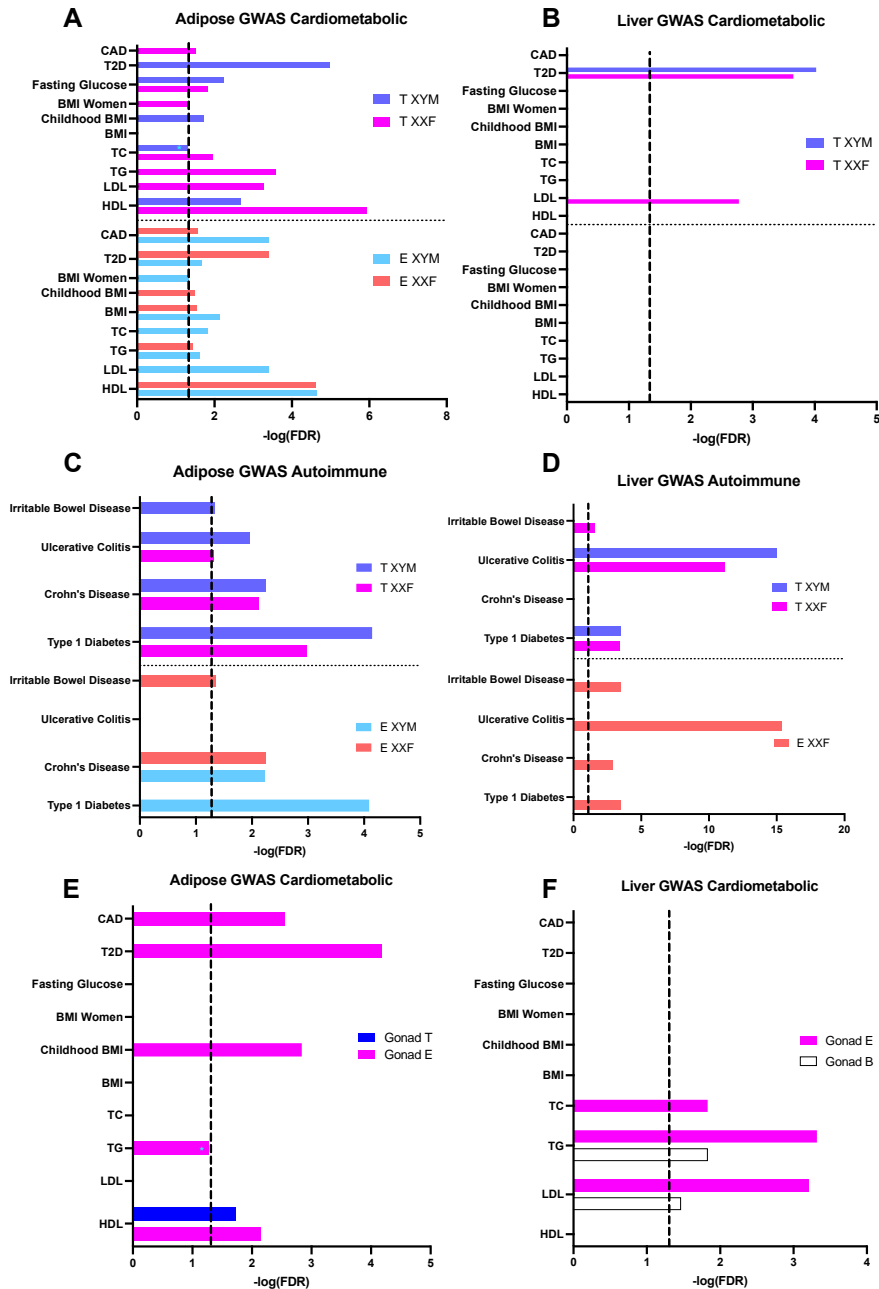 A
Adipose GWAS Cardiometabolic
CAD
T2D
Fasting Glucose
BMI Women
Childhood BMI
BMI
TC
TG
LDL
HDL
T XYM
T XXF
CAD
T2D
BMI Women
Childhood BMI
BMI
TC
TG
LDL
HDL
E XYM
E XXF
0 2 4 6 8
-log(FDR)
B
Liver GWAS Cardiometabolic
CAD
T2D
Fasting Glucose
BMI Women
Childhood BMI
BMI
TC
TG
LDL
HDL
T XYM
T XXF
CAD
T2D
Fasting Glucose
BMI Women
Childhood BMI
BMI
TC
TG
LDL
HDL
0 1 2 3 4 5
-log(FDR)
C
Adipose GWAS Autoimmune
Irritable Bowel Disease
Ulcerative Colitis
Crohn's Disease
Type 1 Diabetes
T XYM
T XXF
Irritable Bowel Disease
Ulcerative Colitis
Crohn's Disease
Type 1 Diabetes
E XYM
E XXF
0 1 2 3 4 5
-log(FDR)
D
Liver GWAS Autoimmune
Irritable Bowel Disease
Ulcerative Colitis
Crohn's Disease
Type 1 Diabetes
T XYM
T XXF
Irritable Bowel Disease
Ulcerative Colitis
Crohn's Disease
Type 1 Diabetes
E XXF
0 5 10 15 20
-log(FDR)
E
Adipose GWAS Cardiometabolic
CAD
T2D
Fasting Glucose
BMI Women
Childhood BMI
BMI
TC
TG
LDL
HDL
Gonad T
Gonad E
0 1 2 3 4 5
-log(FDR)
F
Liver GWAS Cardiometabolic
CAD
T2D
Fasting Glucose
BMI Women
Childhood BMI
BMI
TC
TG
LDL
HDL
Gonad E
Gonad B
0 1 2 3 4
-log(FDR)